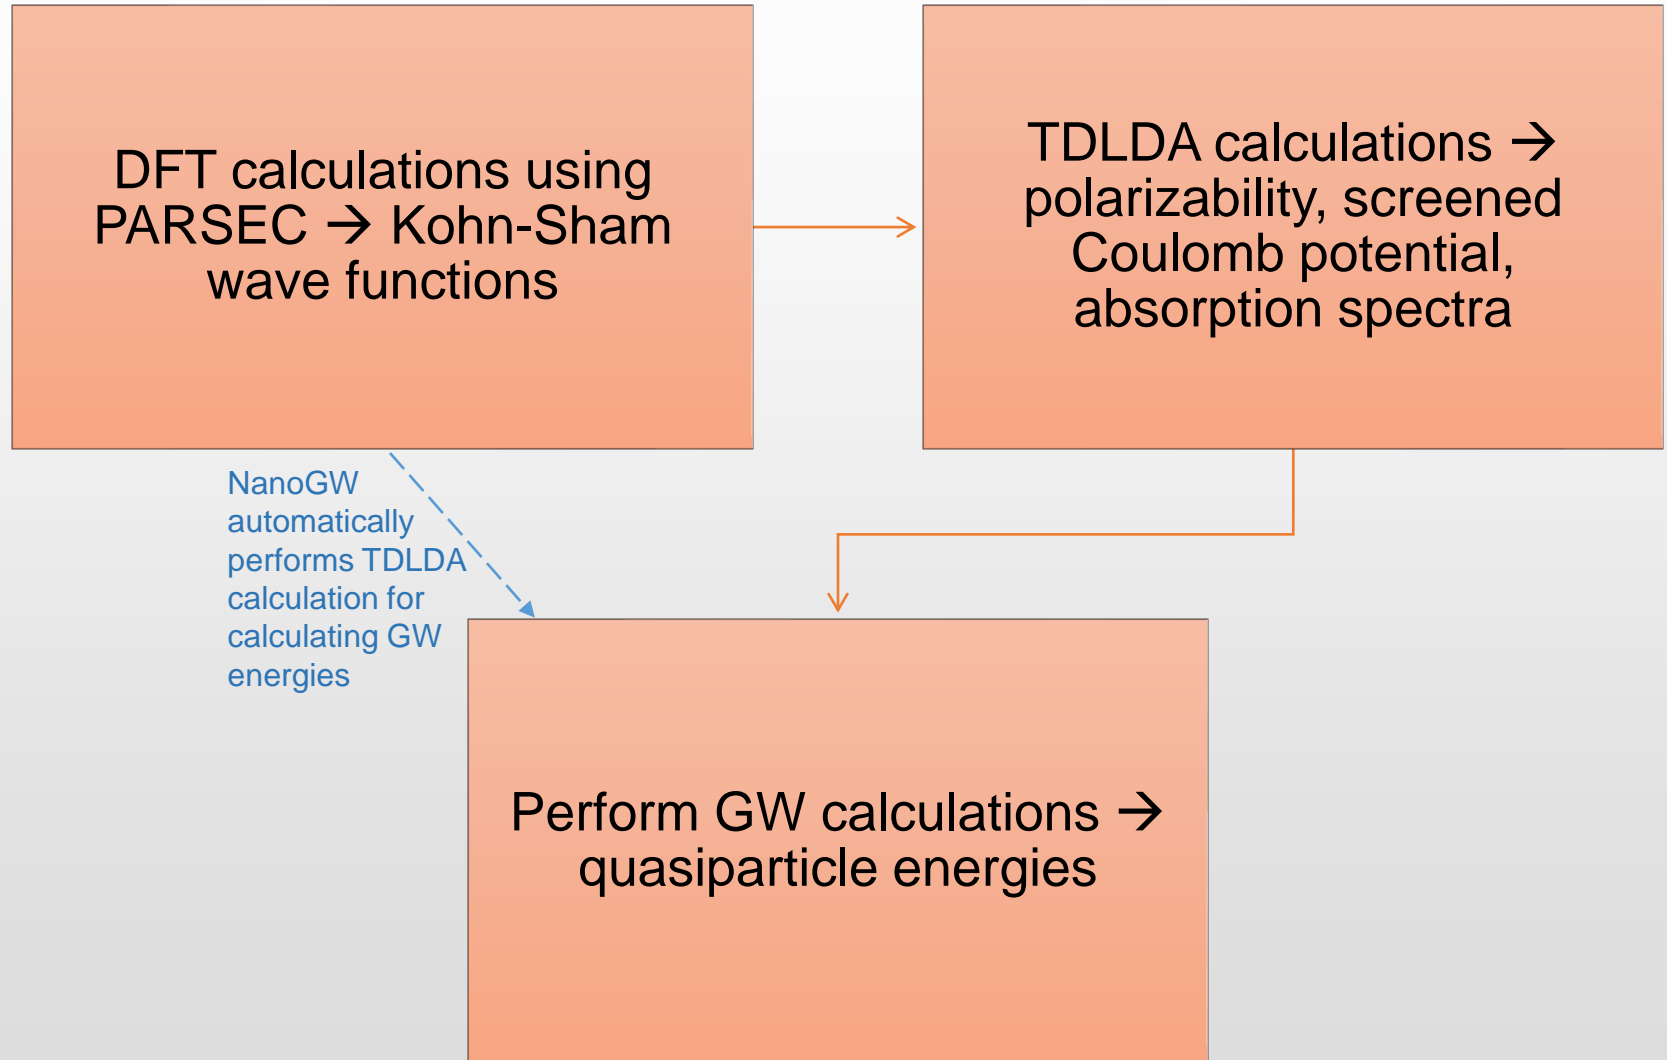 DFT calculations using
PARSEC → Kohn-Sham
wave functions
TDLDA calculations →
polarizability, screened
Coulomb potential,
absorption spectra
NanoGW
automatically
performs TDLDA
calculation for
calculating GW
energies
Perform GW calculations →
quasiparticle energies